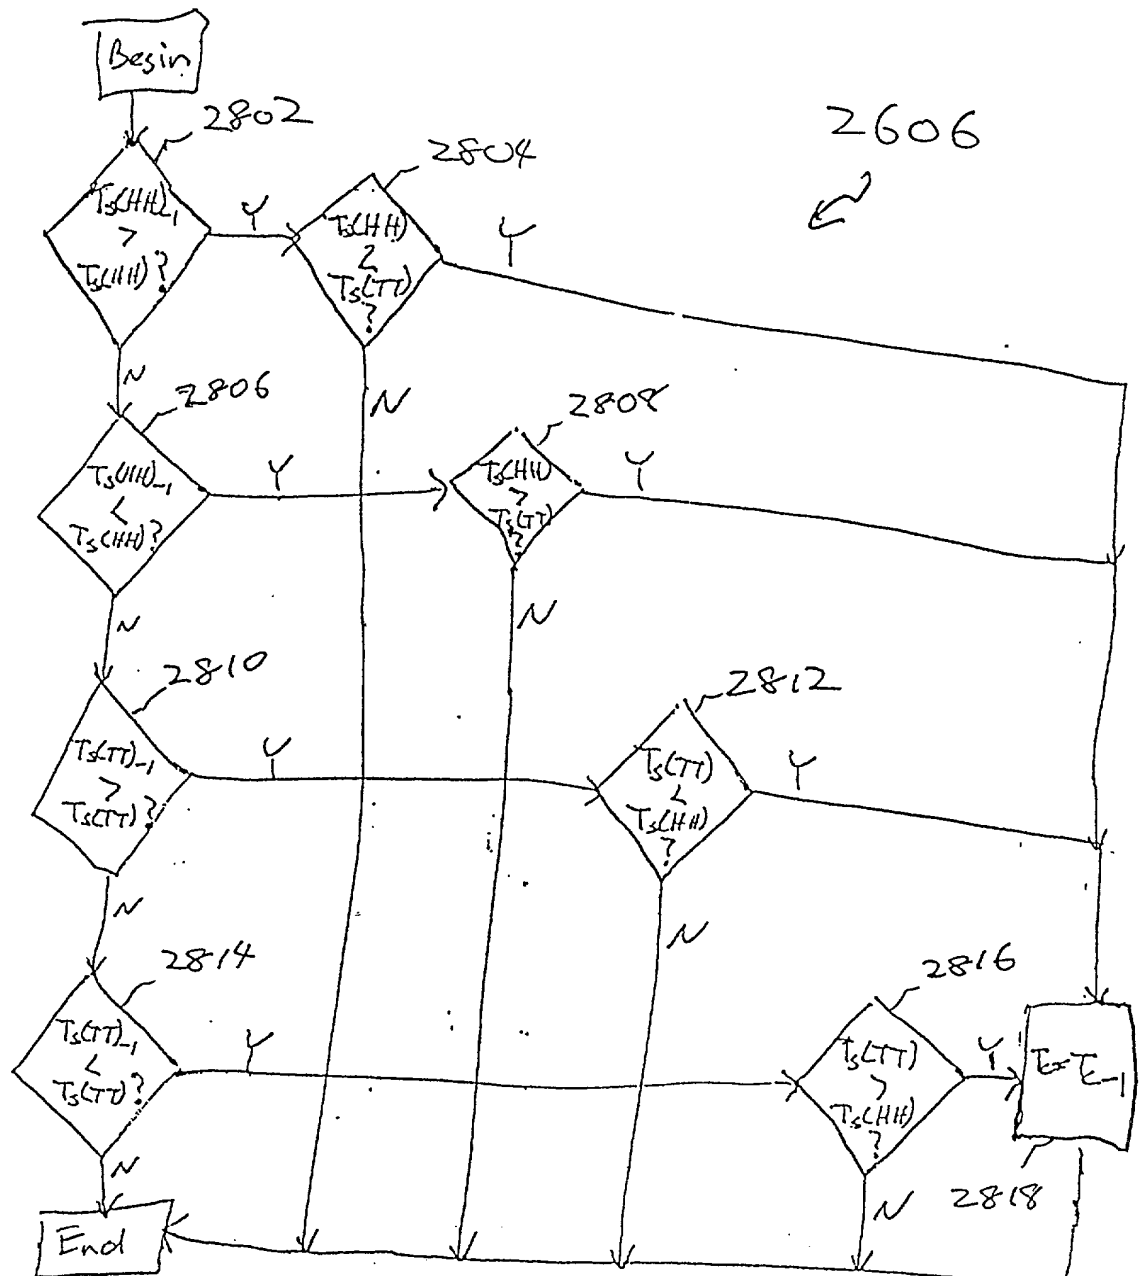 Begin
2802
2804
2606
Ts(HH)-1
>
Ts(HH)?
Y
Ts(HH)
<
Ts(TT)
?
Y
N
N
2806
2808
Ts(HH)-1
<
Ts(HH)?
Y
Ts(HH)
>
Ts(TT)
?
Y
N
N
2810
2812
Ts(TT)-1
>
Ts(TT)?
Y
Ts(TT)
<
Ts(HH)
?
Y
N
N
2814
2816
Ts(TT)-1
<
Ts(TT)?
Y
Ts(TT)
>
Ts(HH)
?
Y
N
N
2818
End